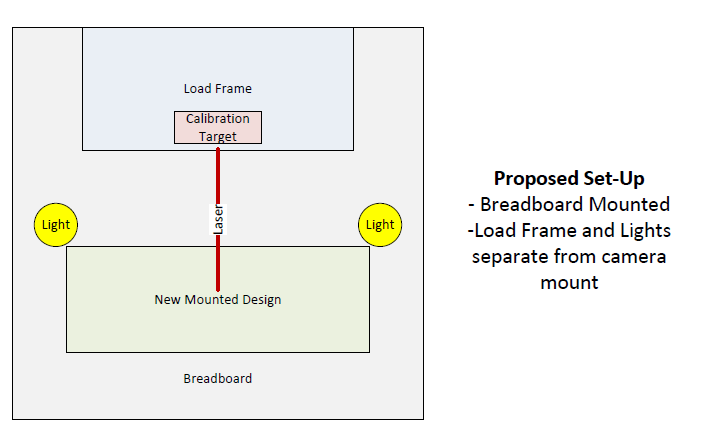 Load Frame
Calibration
Target
Laser
Light
Light
New Mounted Design
Breadboard
Proposed Set-Up
- Breadboard Mounted
-Load Frame and Lights
separate from camera
mount